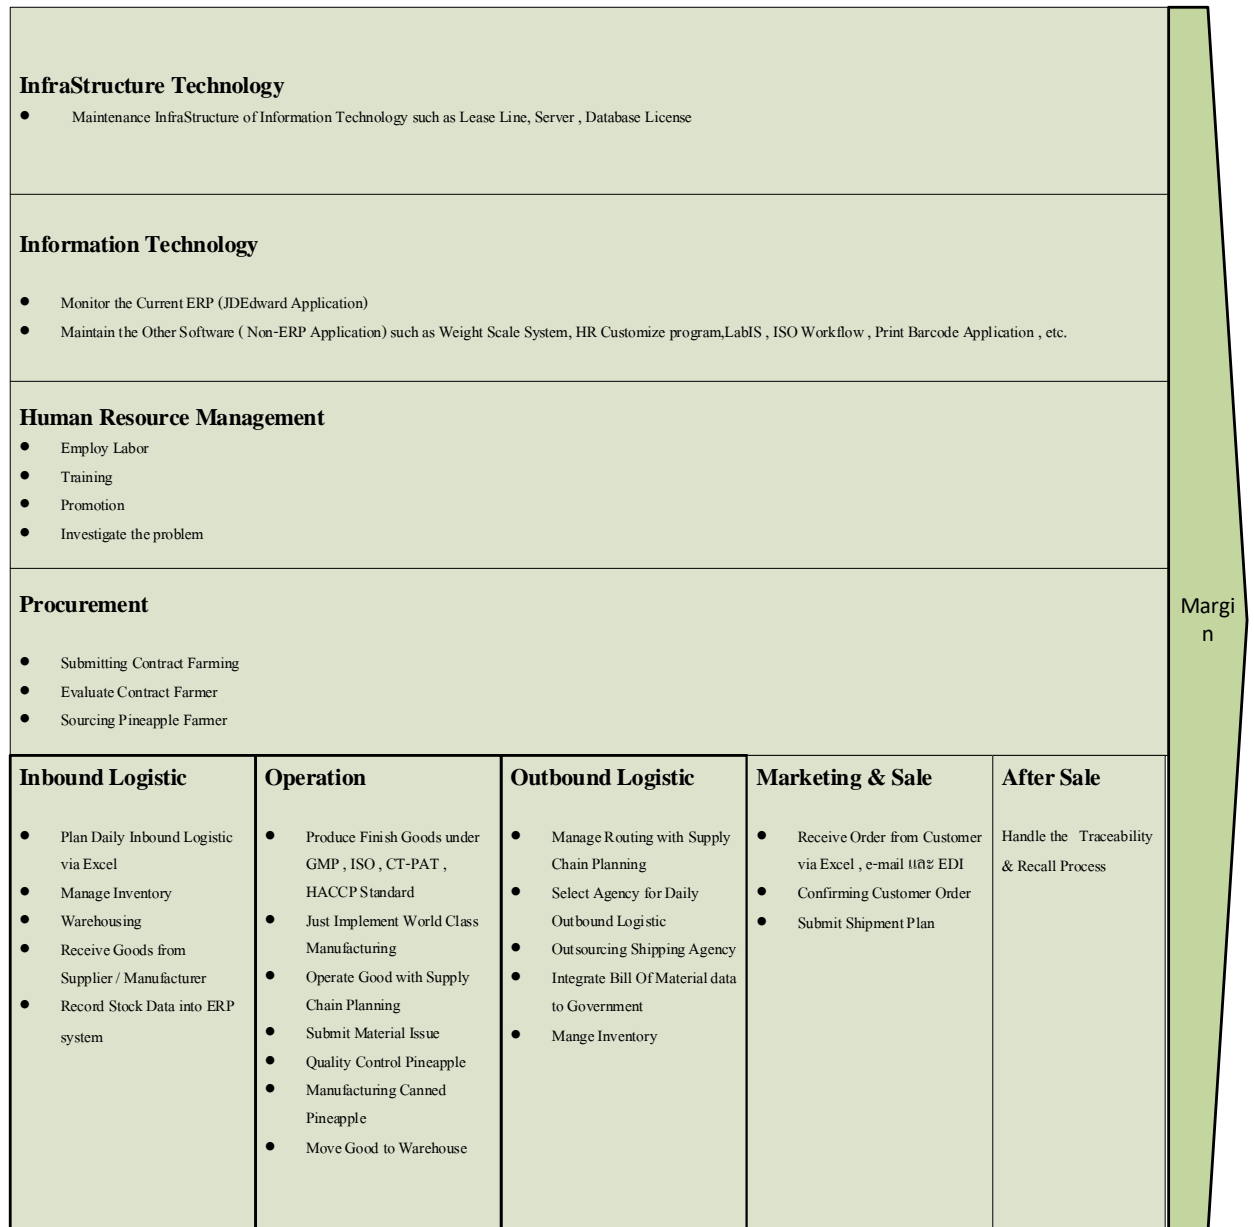 InfraStructure Technology
● Maintenance InfraStructure of Information Technology such as Lease Line, Server , Database License
Information Technology
● Monitor the Current ERP (JDEdward Application)
● Maintain the Other Software ( Non-ERP Application) such as Weight Scale System, HR Customize program,LabIS , ISO Workflow , Print Barcode Application , etc.
Human Resource Management
● Employ Labor
● Training
● Promotion
● Investigate the problem
Procurement
● Submitting Contract Farming
● Evaluate Contract Farmer
● Sourcing Pineapple Farmer
Inbound Logistic
● Plan Daily Inbound Logistic
via Excel
● Manage Inventory
● Warehousing
● Receive Goods from
Supplier / Manufacturer
● Record Stock Data into ERP
system
Operation
● Produce Finish Goods under
GMP , ISO , CT-PAT ,
HACCP Standard
● Just Implement World Class
Manufacturing
● Operate Good with Supply
Chain Planning
● Submit Material Issue
● Quality Control Pineapple
● Manufacturing Canned
Pineapple
● Move Good to Warehouse
Outbound Logistic
● Manage Routing with Supply
Chain Planning
● Select Agency for Daily
Outbound Logistic
● Outsourcing Shipping Agency
● Integrate Bill Of Material data
to Government
● Mange Inventory
Marketing & Sale
● Receive Order from Customer
via Excel , e-mail และ EDI
● Confirming Customer Order
● Submit Shipment Plan
After Sale
Handle the Traceability
& Recall Process
Margi
n